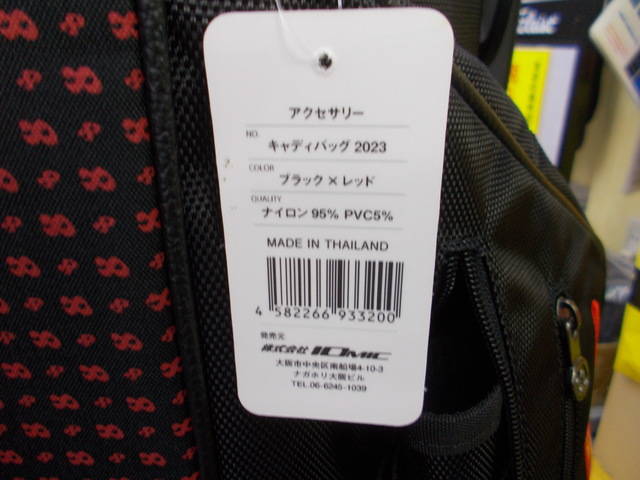 アクセサリー
NO.
キャディバッグ 2023
COLOR
ブラック×レッド
QUALITY
ナイロン 95% PVC5%
MADE IN THAILAND
4 582266 933200
発売元
株式会社 IOMIC
大阪市中央区南船場4-10-3
ナガホリ大阪ビル
TEL.06-6245-1039
Titleist